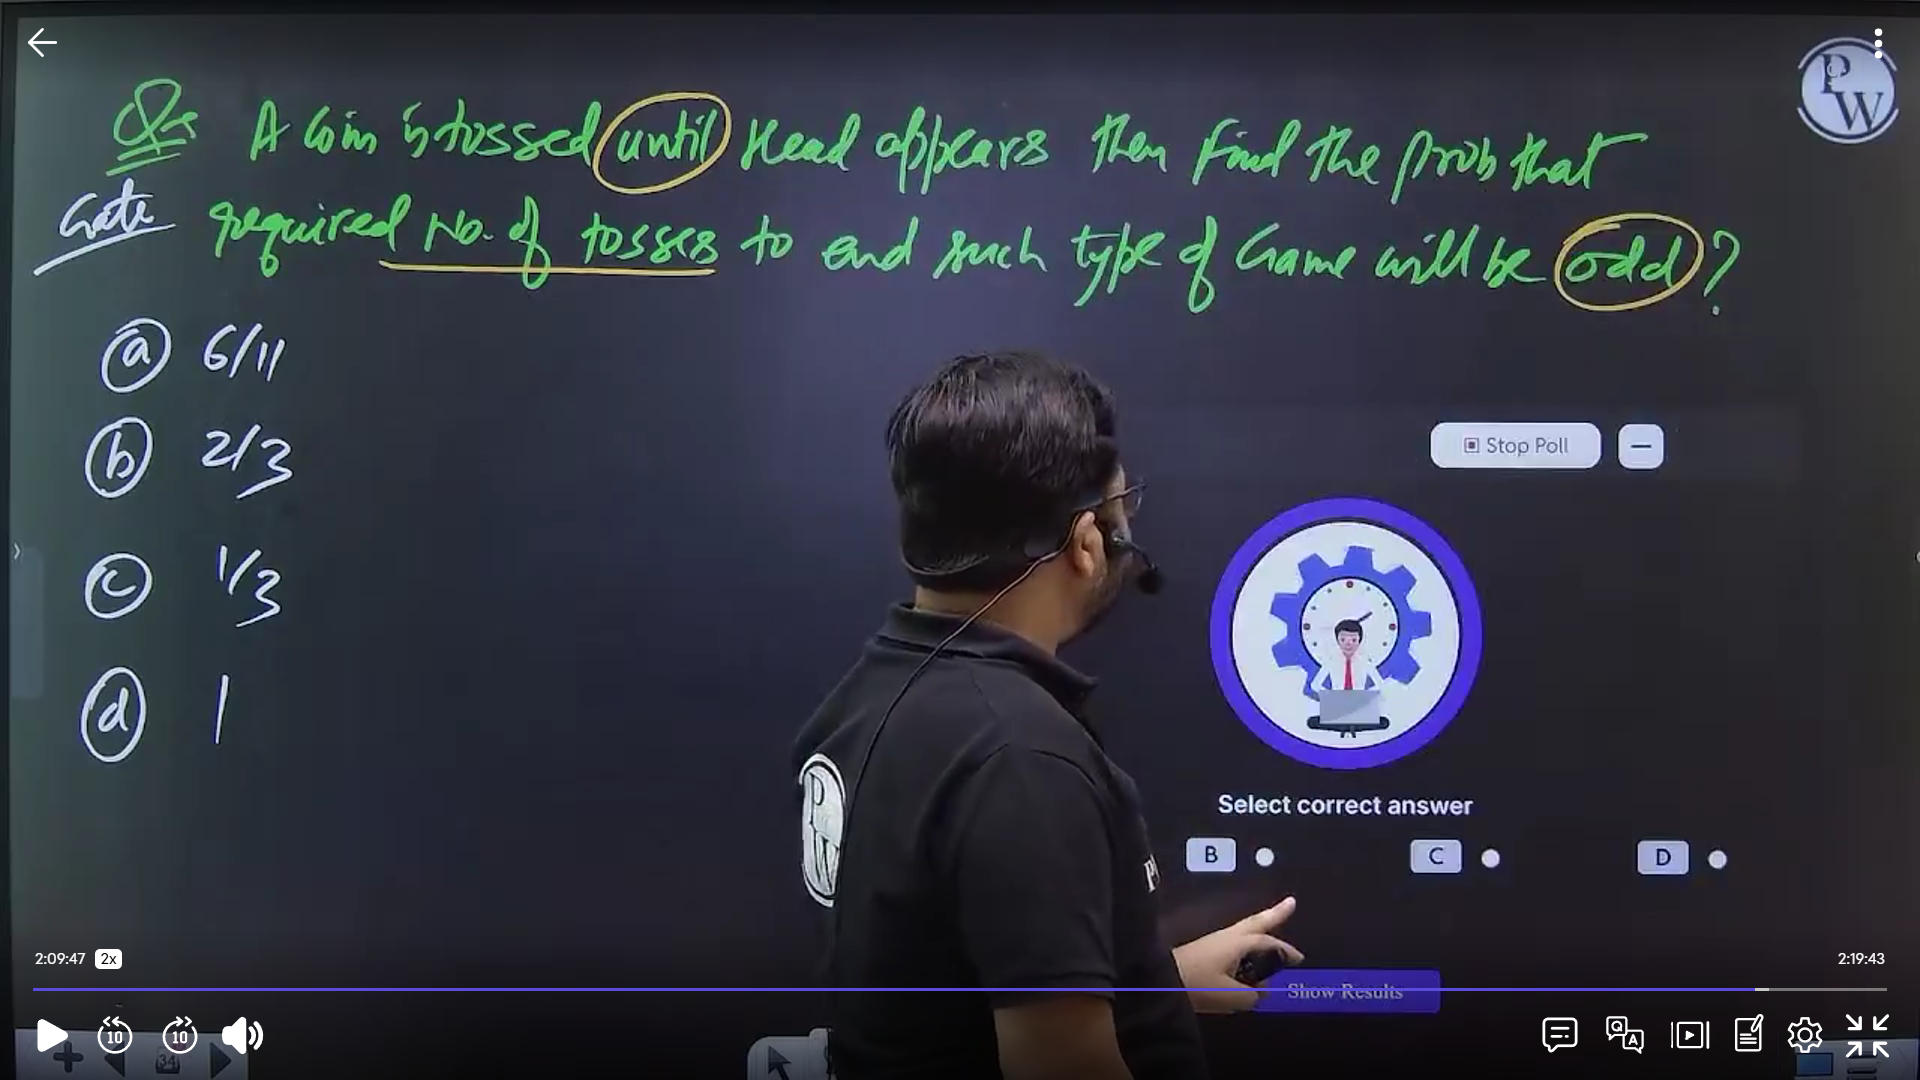 Qs A Coin is tossed until Head appears then find the prob that
Gate required No. of tosses to end such type of Game will be odd?
(a) 6/11
(b) 2/3
(c) 1/3
(d) 1
PW
Stop Poll
Select correct answer
B C D
Show Results
PW
P
2:09:47 2x 2:19:43
10 10
34